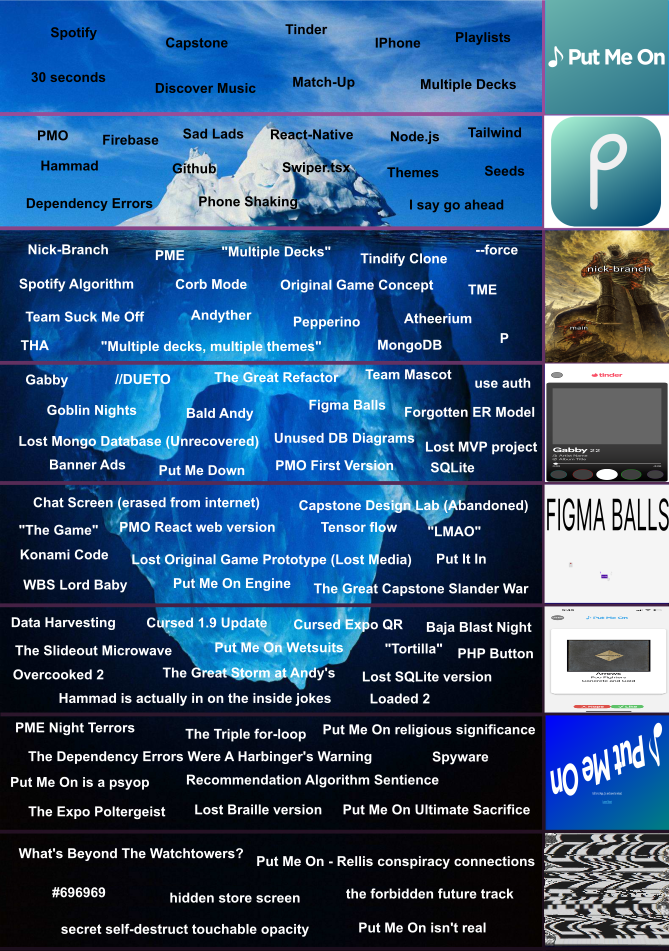 Spotify
Capstone
Tinder
IPhone
Playlists
30 seconds
Discover Music
Match-Up
Multiple Decks
♪ Put Me On
PMO
Firebase
Sad Lads
React-Native
Node.js
Tailwind
Hammad
Github
Swiper.tsx
Themes
Seeds
Dependency Errors
Phone Shaking
I say go ahead
Nick-Branch
PME
"Multiple Decks"
Tindify Clone
--force
Spotify Algorithm
Corb Mode
Original Game Concept
TME
Team Suck Me Off
Andyther
Pepperino
Atheerium
P
THA
"Multiple decks, multiple themes"
MongoDB
nick-branch
main
Gabby
//DUETO
The Great Refactor
Team Mascot
use auth
Goblin Nights
Bald Andy
Figma Balls
Forgotten ER Model
Lost Mongo Database (Unrecovered)
Unused DB Diagrams
Lost MVP project
Banner Ads
Put Me Down
PMO First Version
SQLite
tinder
Gabby 22
Artist Name
Album Title
Chat Screen (erased from internet)
Capstone Design Lab (Abandoned)
"The Game"
PMO React web version
Tensor flow
"LMAO"
Konami Code
Lost Original Game Prototype (Lost Media)
Put It In
WBS Lord Baby
Put Me On Engine
The Great Capstone Slander War
FIGMA BALLS
Data Harvesting
Cursed 1.9 Update
Cursed Expo QR
Baja Blast Night
The Slideout Microwave
Put Me On Wetsuits
"Tortilla"
PHP Button
Overcooked 2
The Great Storm at Andy's
Lost SQLite version
Hammad is actually in on the inside jokes
Loaded 2
♪ Put Me On
Arrows
Foo Fighters
Concrete and Gold
PME Night Terrors
The Triple for-loop
Put Me On religious significance
The Dependency Errors Were A Harbinger's Warning
Spyware
Put Me On is a psyop
Recommendation Algorithm Sentience
The Expo Poltergeist
Lost Braille version
Put Me On Ultimate Sacrifice
♪ Put Me On
What's Beyond The Watchtowers?
Put Me On - Rellis conspiracy connections
#696969
hidden store screen
the forbidden future track
secret self-destruct touchable opacity
Put Me On isn't real